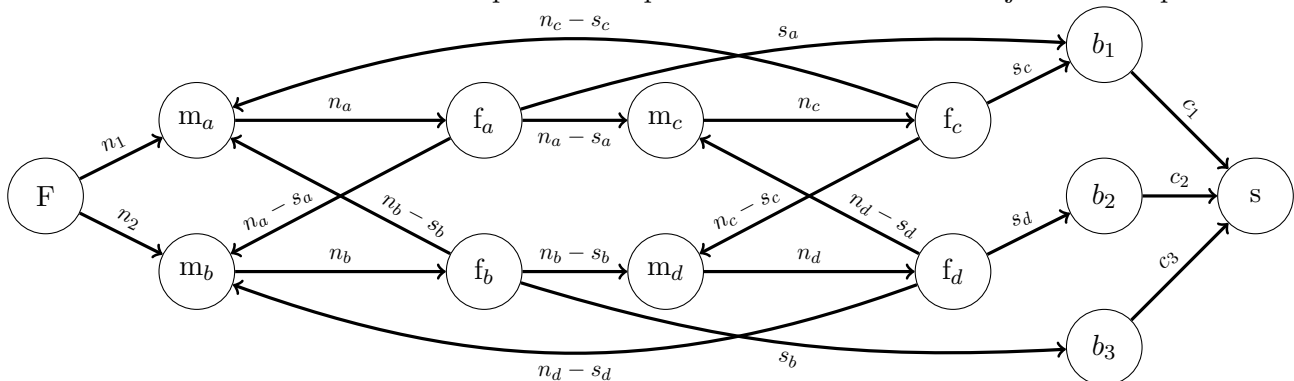 n_c − s_c
s_a
b_1
s_c
m_a
n_a
f_a
n_a − s_a
m_c
n_c
f_c
c_1
n_1
F
n_2
n_a − s_a
n_b − s_b
n_c − s_c
n_d − s_d
s_d
b_2
c_2
s
m_b
n_b
f_b
n_b − s_b
m_d
n_d
f_d
c_3
n_d − s_d
s_b
b_3